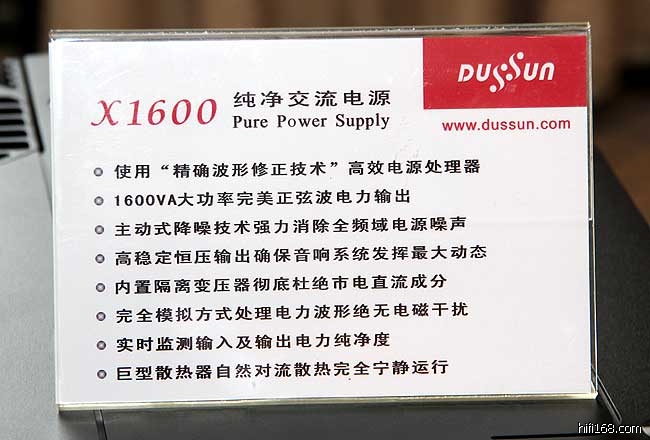 DUSSUN
X1600 纯净交流电源
Pure Power Supply
www.dussun.com
使用“精确波形修正技术”高效电源处理器
1600VA大功率完美正弦波电力输出
主动式降噪技术强力消除全频域电源噪声
高稳定恒压输出确保音响系统发挥最大动态
内置隔离变压器彻底杜绝市电直流成分
完全模拟方式处理电力波形绝无电磁干扰
实时监测输入及输出电力纯净度
巨型散热器自然对流散热完全宁静运行
hifi168.com